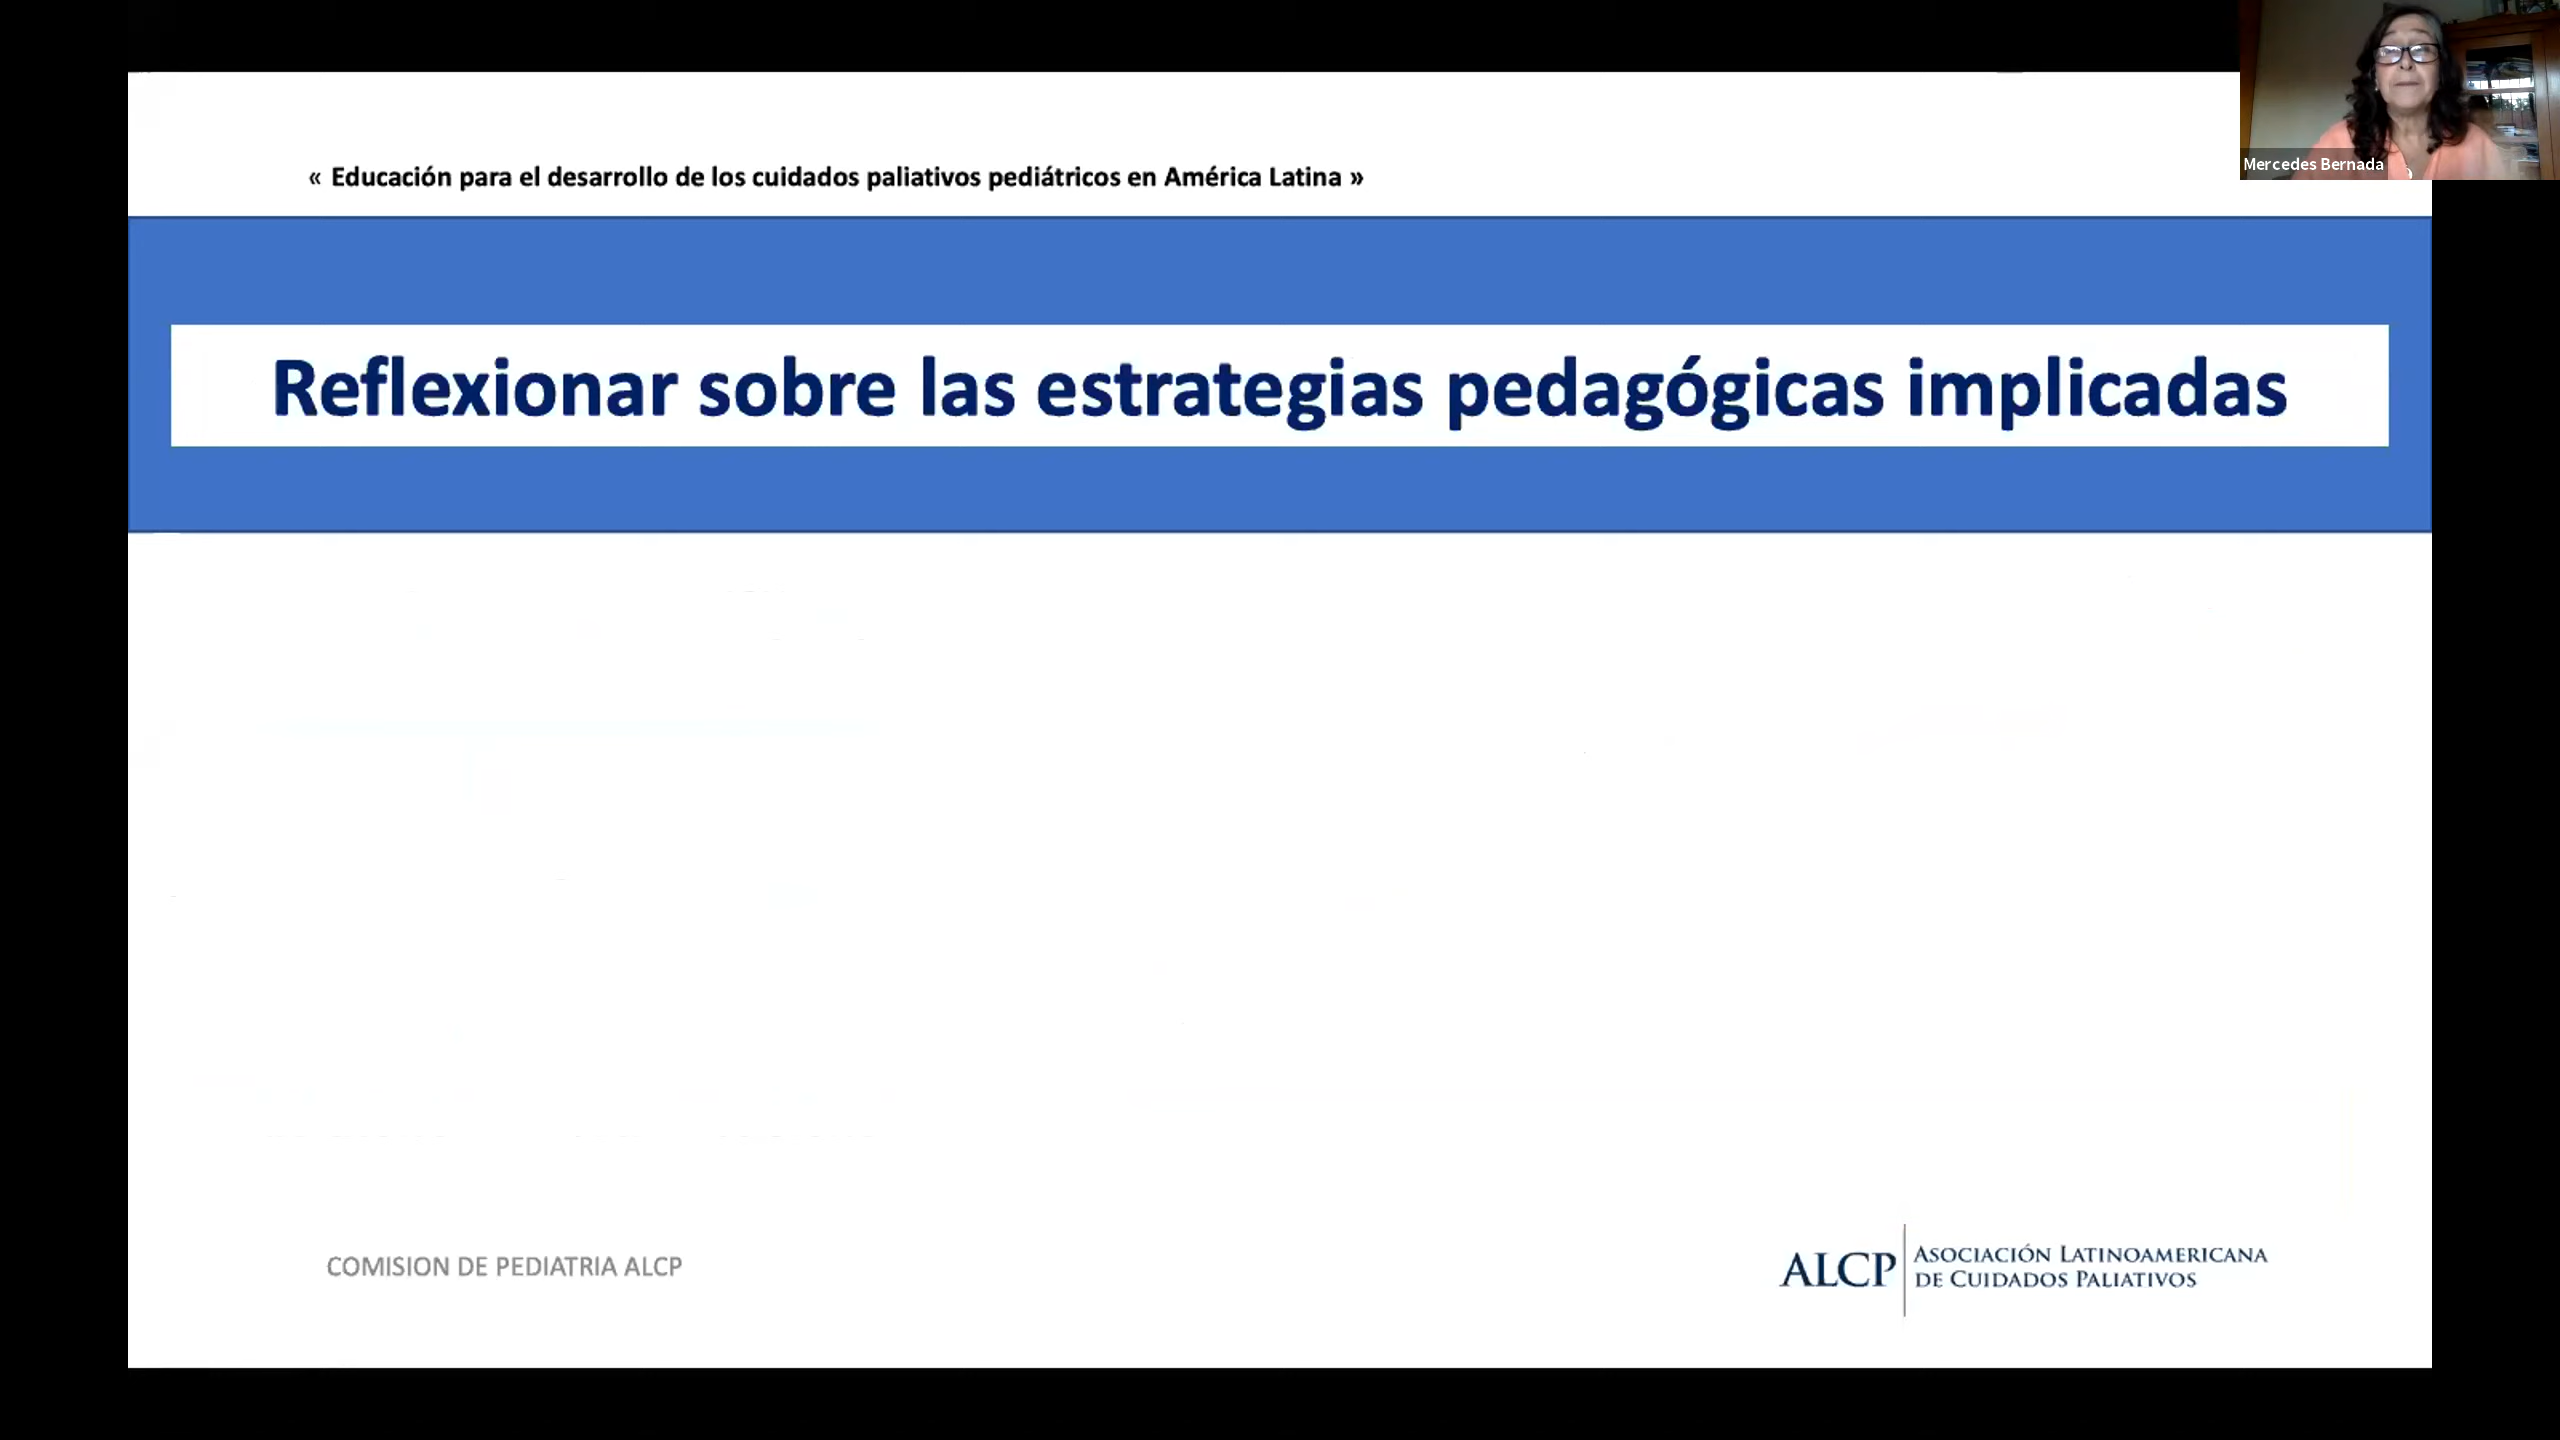 Mercedes Bernada
« Educación para el desarrollo de los cuidados paliativos pediátricos en América Latina »
Reflexionar sobre las estrategias pedagógicas implicadas
COMISION DE PEDIATRIA ALCP
ALCP
ASOCIACIÓN LATINOAMERICANA
DE CUIDADOS PALIATIVOS